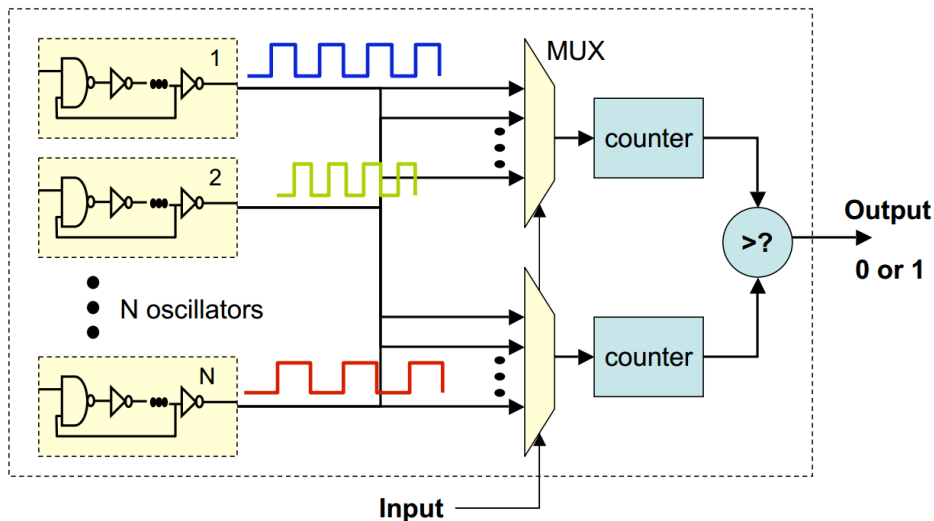 1
MUX
counter
2
>?
Output
0 or 1
N oscillators
counter
N
Input